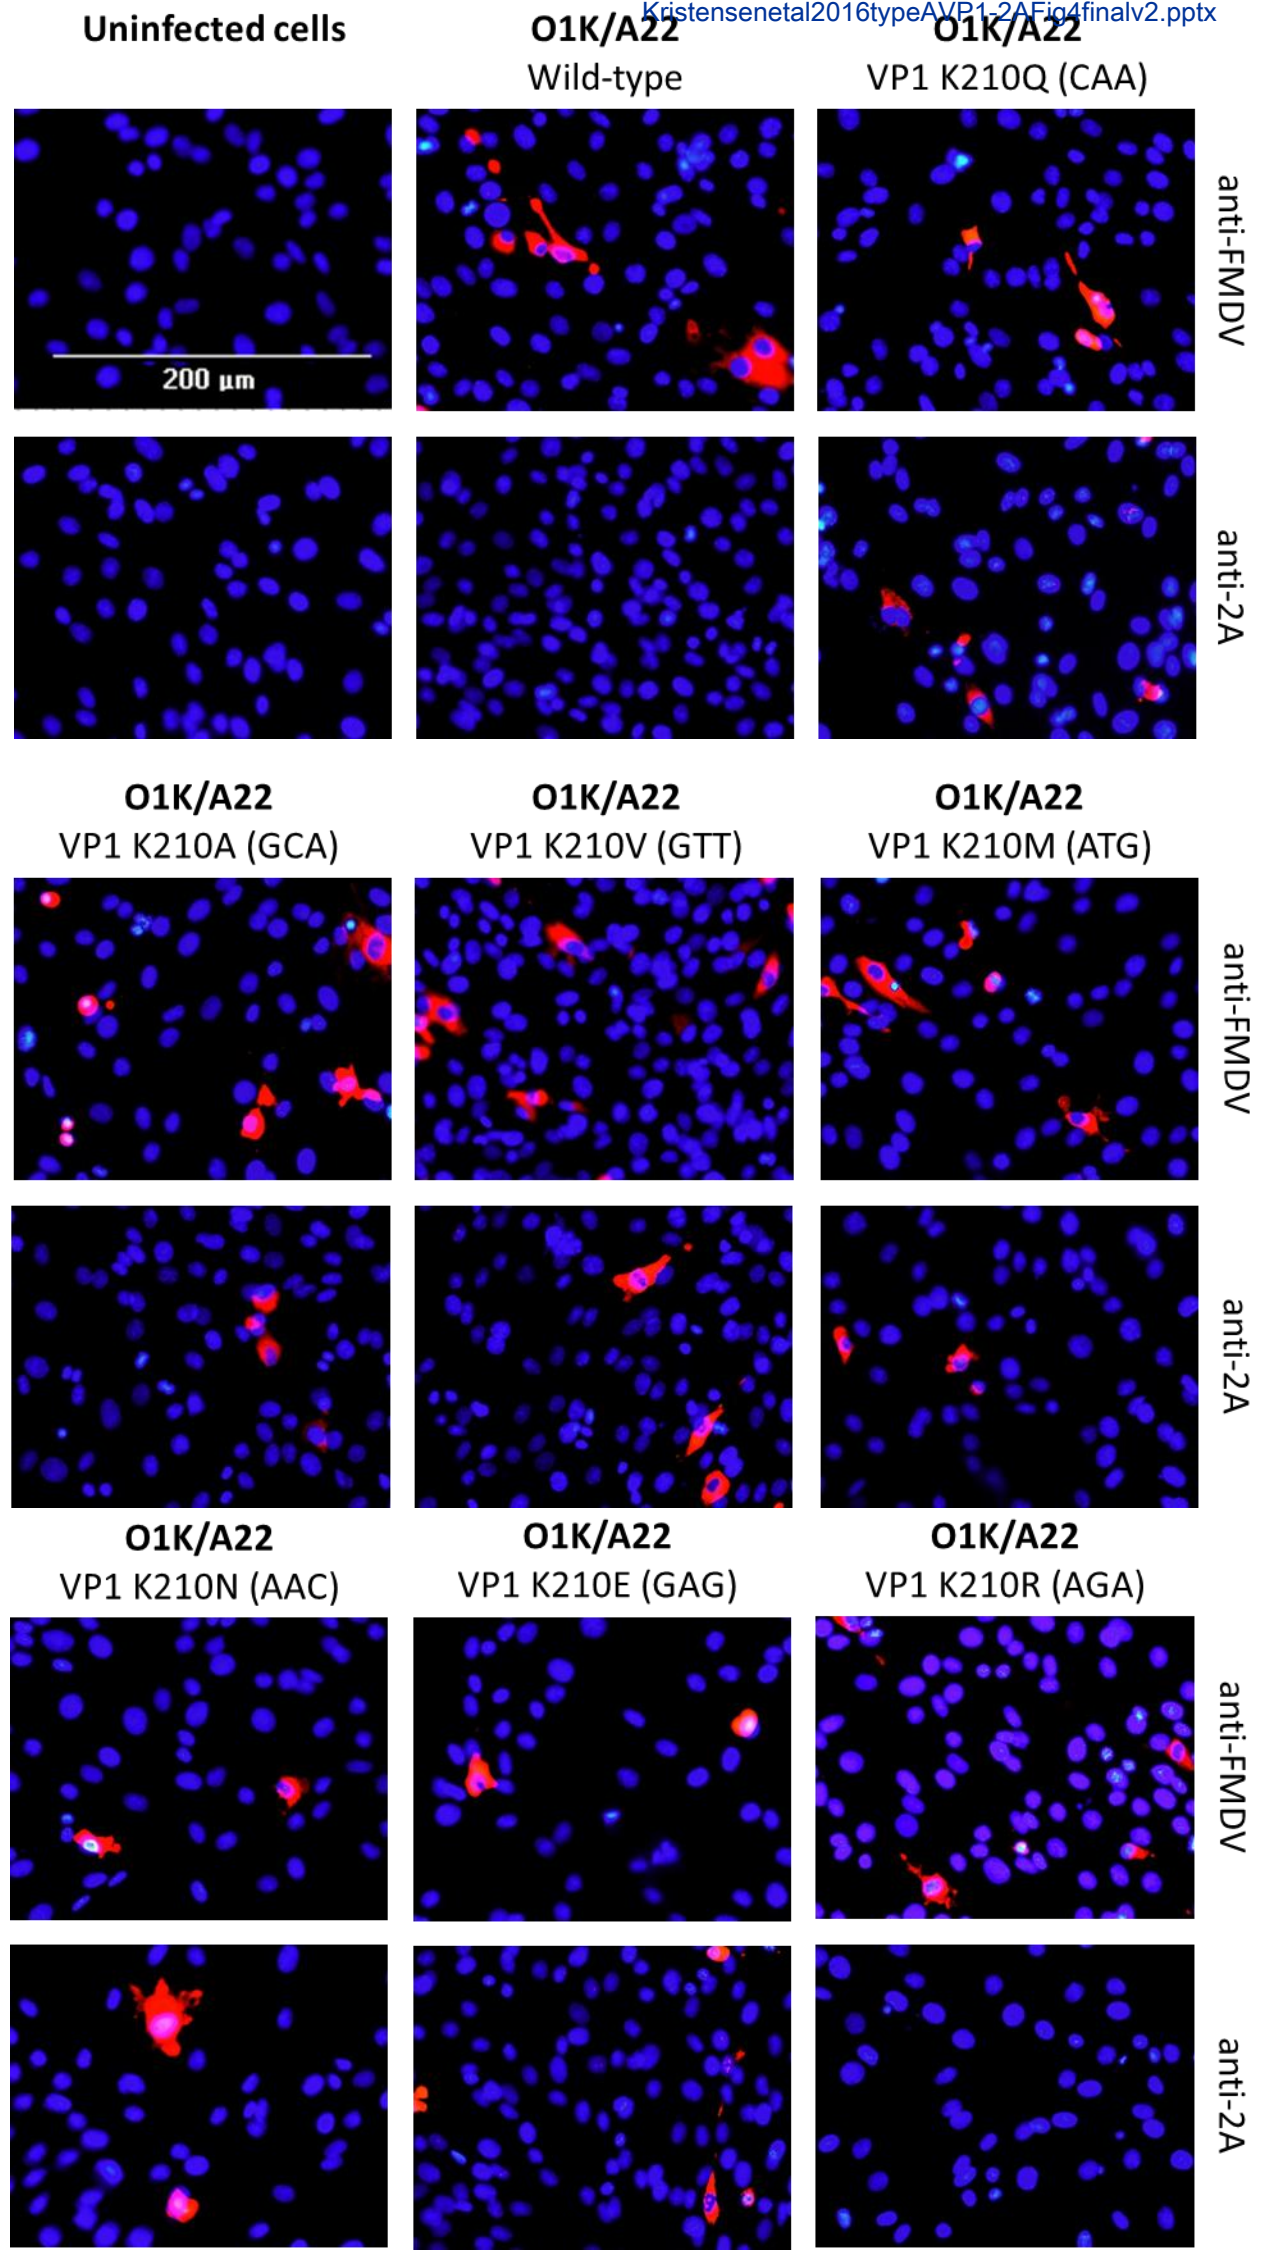 Kristensenetal2016typeAVP1-2AFig4finalv2.pptx
Uninfected cells
O1K/A22
Wild-type
O1K/A22
VP1 K210Q (CAA)
200 µm
anti-FMDV
anti-2A
O1K/A22
VP1 K210A (GCA)
O1K/A22
VP1 K210V (GTT)
O1K/A22
VP1 K210M (ATG)
anti-FMDV
anti-2A
O1K/A22
VP1 K210N (AAC)
O1K/A22
VP1 K210E (GAG)
O1K/A22
VP1 K210R (AGA)
anti-FMDV
anti-2A